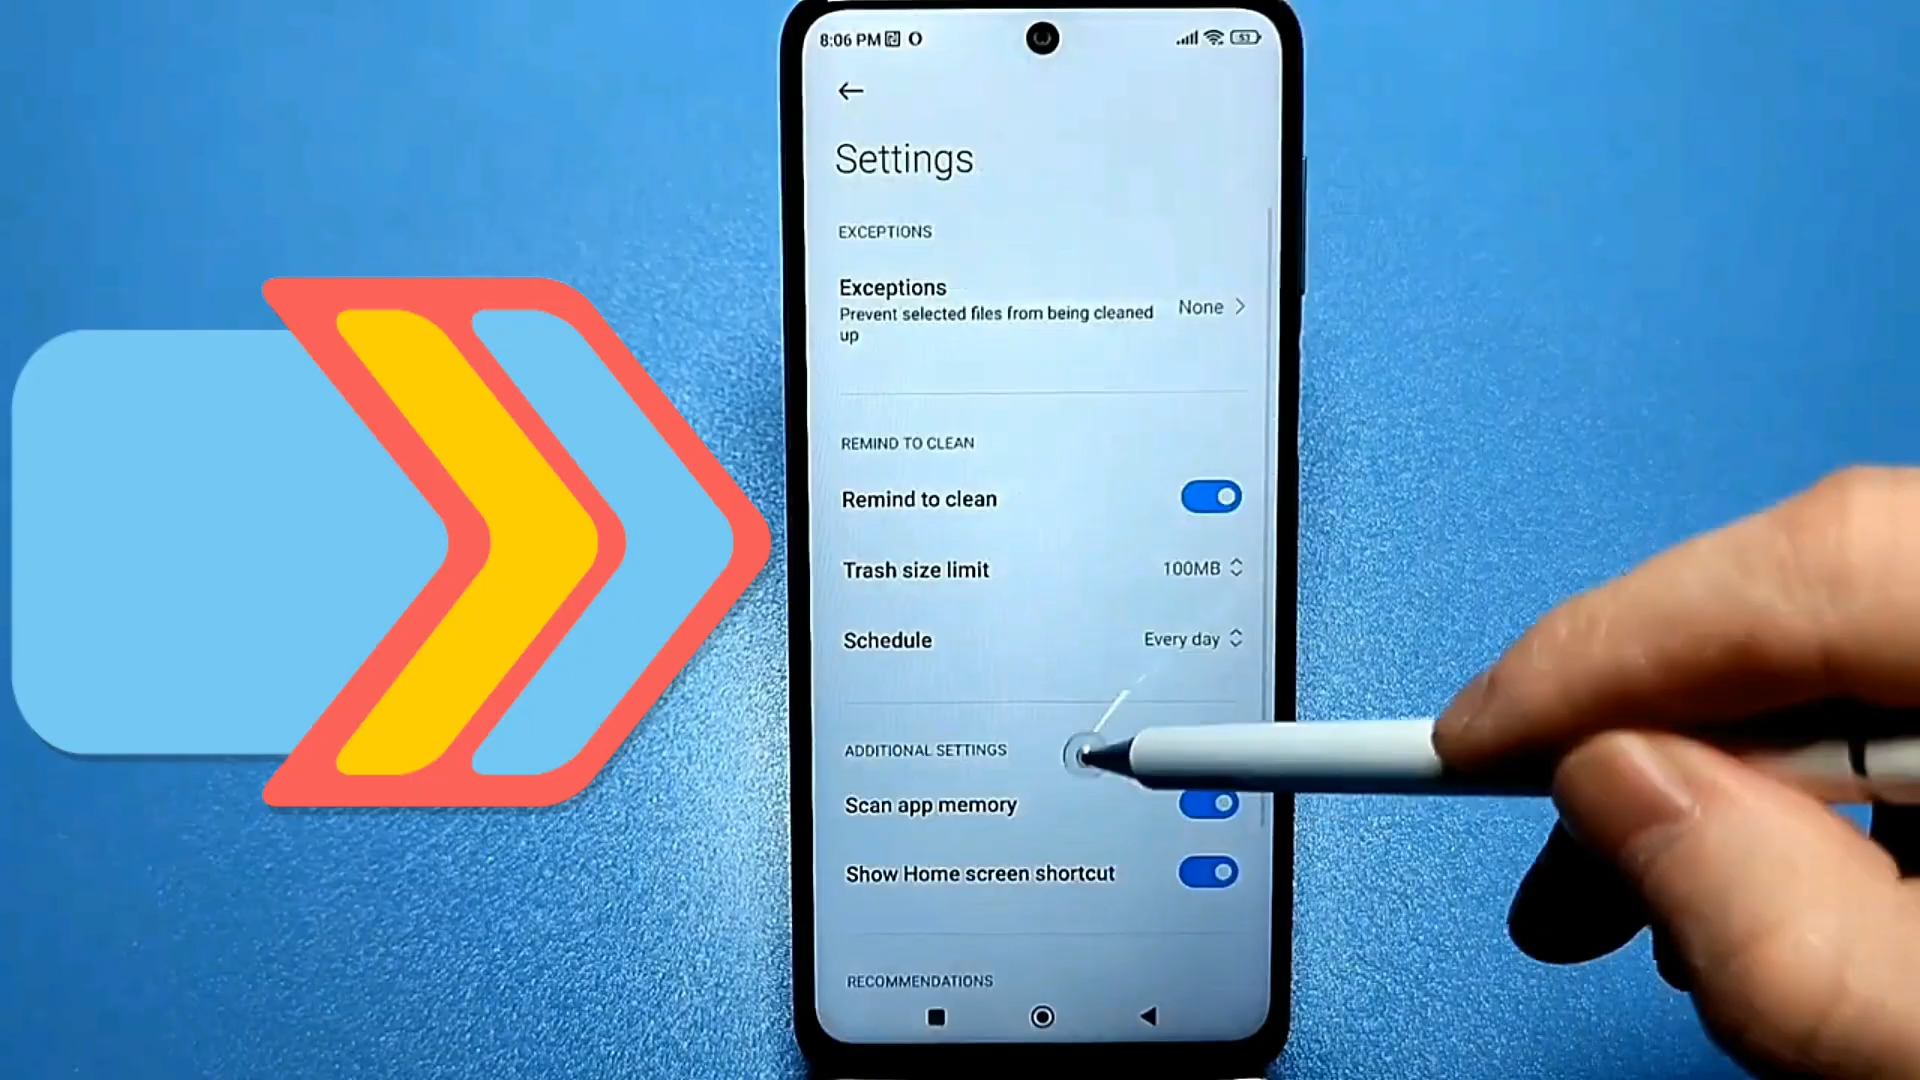 8:06 PM
53
Settings
EXCEPTIONS
Exceptions
Prevent selected files from being cleaned
up
None
REMIND TO CLEAN
Remind to clean
Trash size limit
100MB
Schedule
Every day
ADDITIONAL SETTINGS
Scan app memory
Show Home screen shortcut
RECOMMENDATIONS